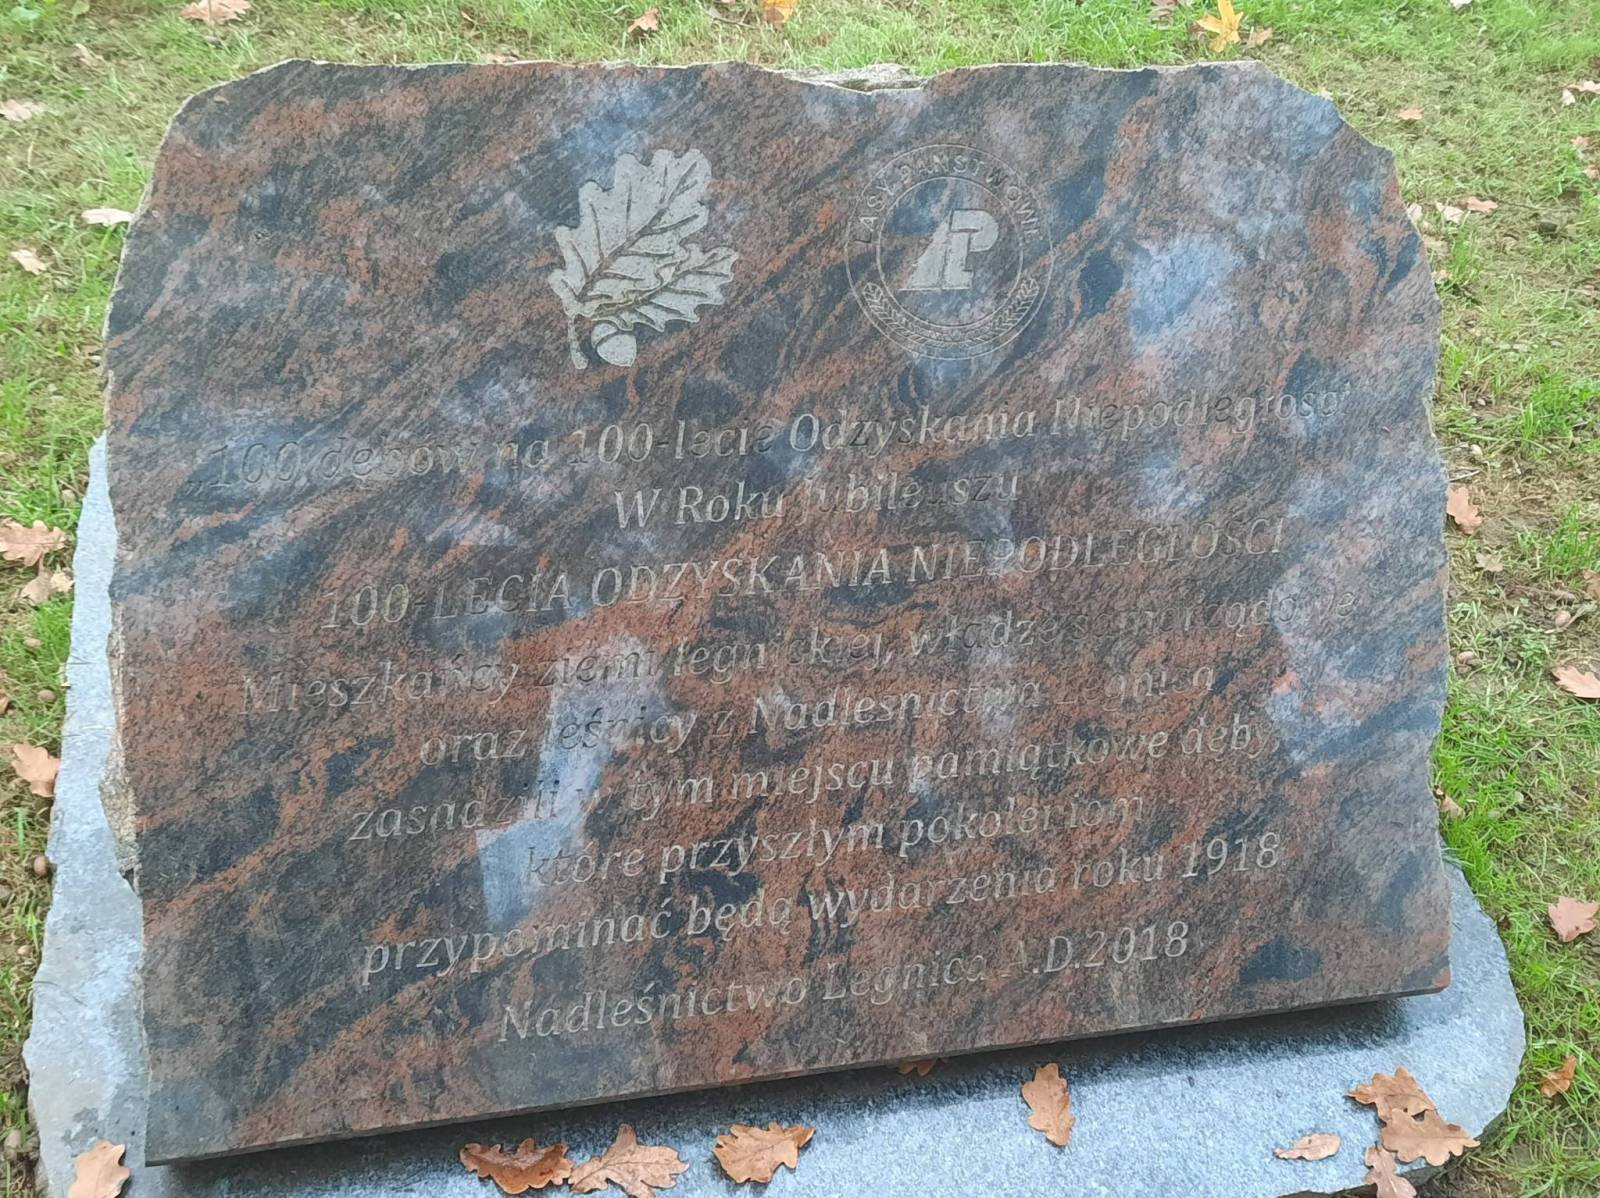 LASY PAŃSTWOWE
LP
„100 dębów na 100-lecie Odzyskania Niepodległości"
W Roku Jubileuszu
100-LECIA ODZYSKANIA NIEPODLEGŁOŚCI
Mieszkańcy ziemi legnickiej, władze samorządowe
oraz leśnicy z Nadleśnictwa Legnica
zasadzili w tym miejscu pamiątkowe dęby,
które przyszłym pokoleniom
przypominać będą wydarzenia roku 1918
Nadleśnictwo Legnica A.D.2018